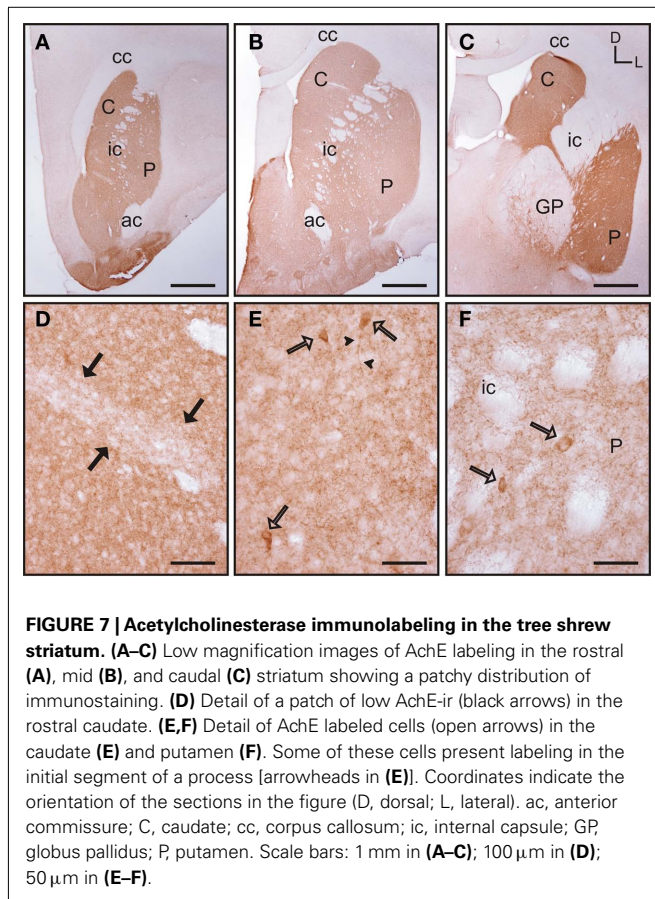 A
cc
C
ic
P
ac
B
cc
C
ic
P
ac
C
cc
D
L
C
ic
GP
P
D
E
F
ic
P
FIGURE 7 | Acetylcholinesterase immunolabeling in the tree shrew
striatum. (A–C) Low magnification images of AchE labeling in the rostral
(A), mid (B), and caudal (C) striatum showing a patchy distribution of
immunostaining. (D) Detail of a patch of low AchE-ir (black arrows) in the
rostral caudate. (E,F) Detail of AchE labeled cells (open arrows) in the
caudate (E) and putamen (F). Some of these cells present labeling in the
initial segment of a process [arrowheads in (E)]. Coordinates indicate the
orientation of the sections in the figure (D, dorsal; L, lateral). ac, anterior
commissure; C, caudate; cc, corpus callosum; ic, internal capsule; GP,
globus pallidus; P, putamen. Scale bars: 1 mm in (A–C); 100 μm in (D);
50 μm in (E–F).